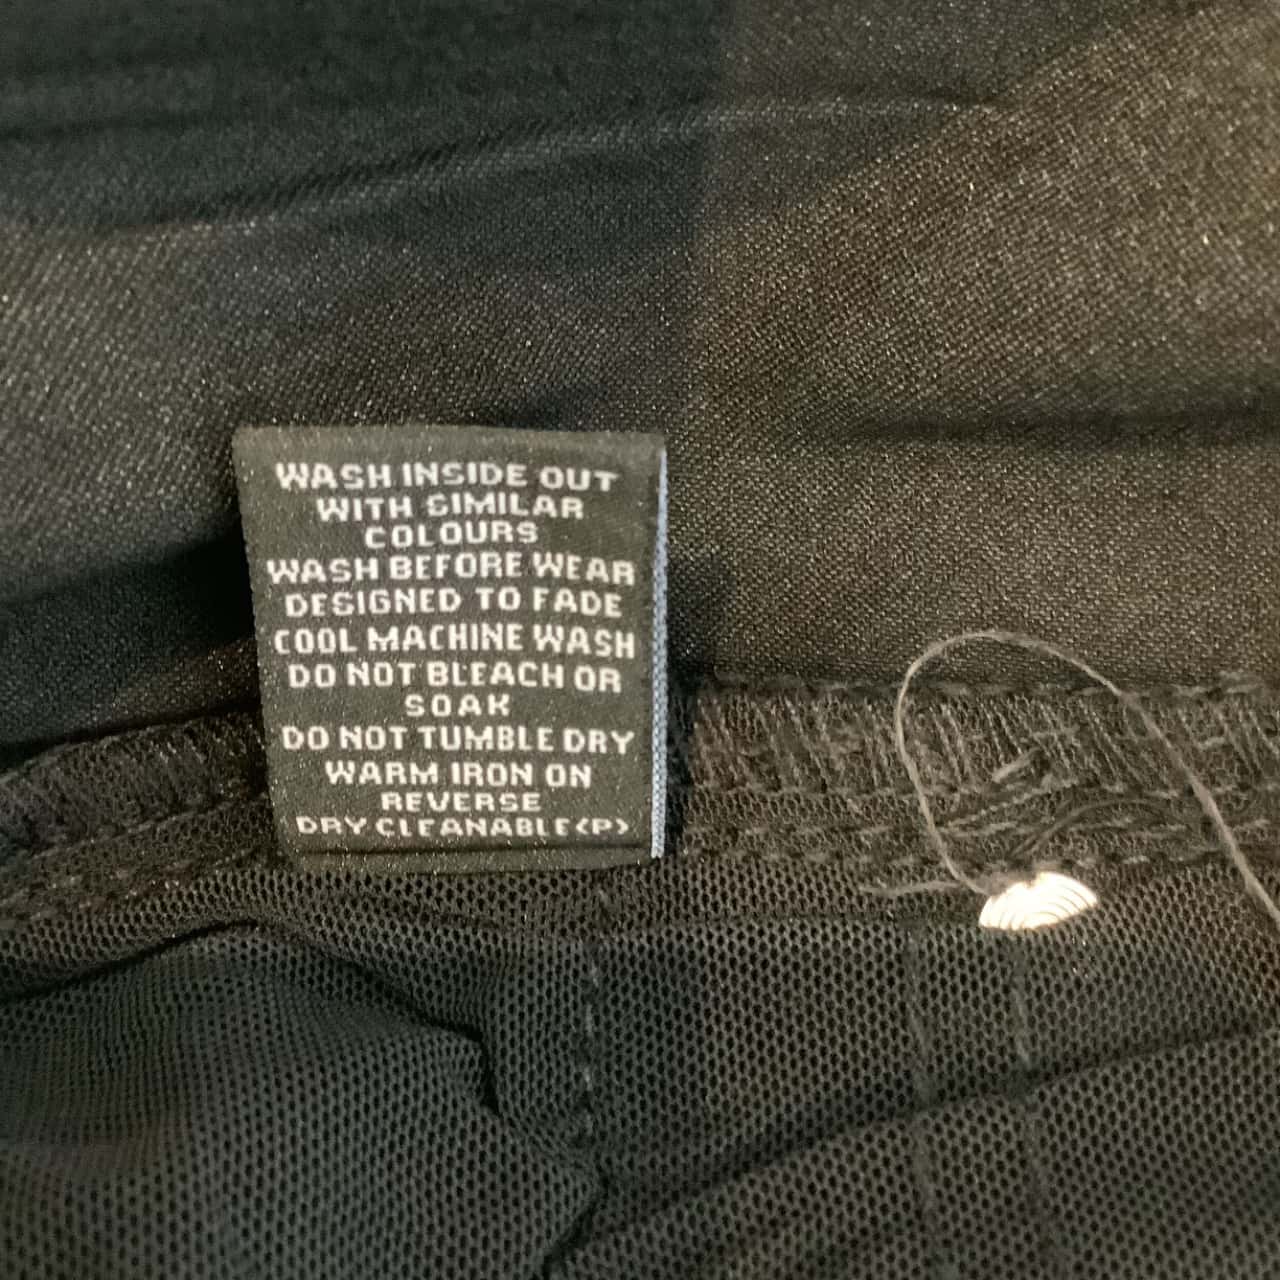 WASH INSIDE OUT
WITH SIMILAR
COLOURS
WASH BEFORE WEAR
DESIGNED TO FADE
COOL MACHINE WASH
DO NOT BLEACH OR
SOAK
DO NOT TUMBLE DRY
WARM IRON ON
REVERSE
DRY CLEANABLE<P>